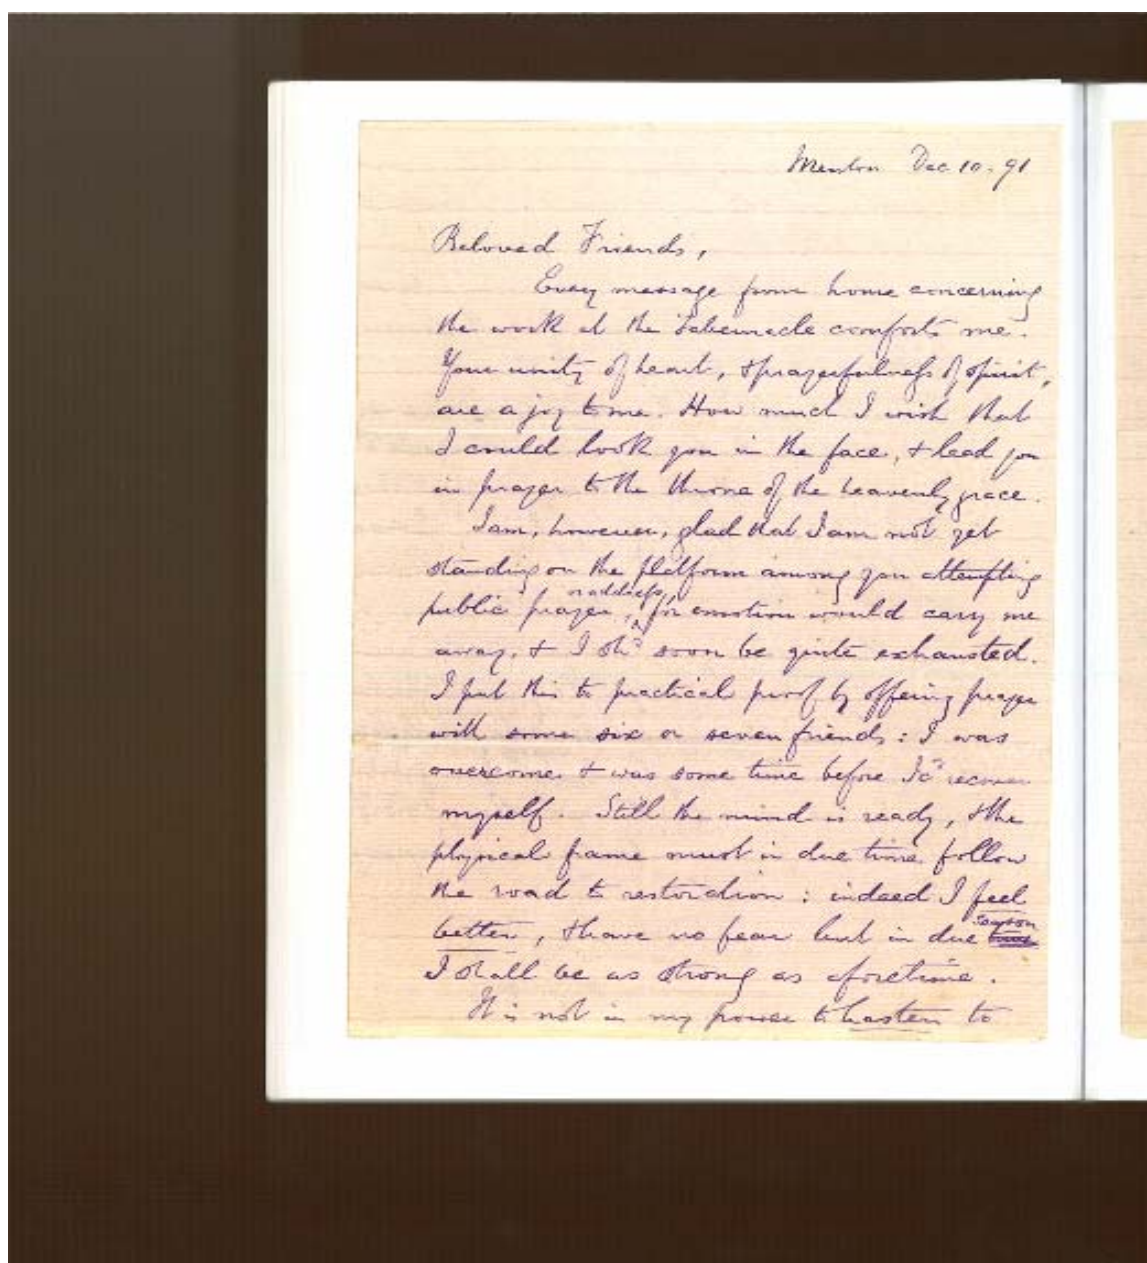 Menton Dec 10. 91
Beloved Friends,
Every message from home concerning
the work at the Tabernacle comforts me.
Your unity of heart, & prayerfulness of spirit,
are a joy to me. How much I wish that
I could look you in the face, & lead you
in prayer to the throne of the heavenly grace.
I am, however, glad that I am not yet
standing on the platform among you attempting
public prayer or address, for emotion would carry me
away, & I shd soon be quite exhausted.
I put this to practical proof by offering prayer
with some six or seven friends: I was
overcome & was some time before I cd recover
myself. Still the mind is ready, & the
physical frame must in due time follow
the road to restoration: indeed I feel
better, & have no fear but in due season
I shall be as strong as aforetime.
It is not in my power to hasten to